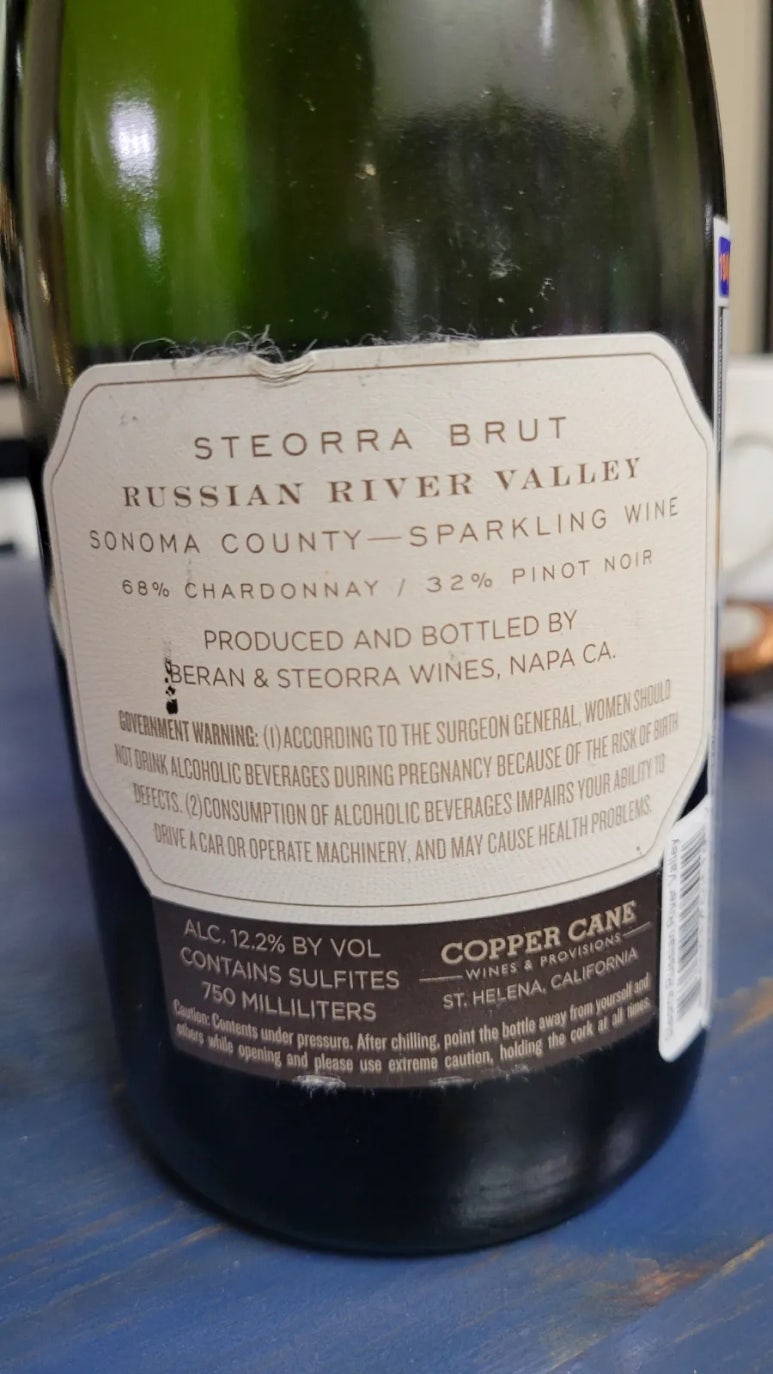 STEORRA BRUT
RUSSIAN RIVER VALLEY
SONOMA COUNTY—SPARKLING WINE
68% CHARDONNAY / 32% PINOT NOIR
PRODUCED AND BOTTLED BY
BERAN & STEORRA WINES, NAPA CA.
GOVERNMENT WARNING: (1)ACCORDING TO THE SURGEON GENERAL, WOMEN SHOULD
NOT DRINK ALCOHOLIC BEVERAGES DURING PREGNANCY BECAUSE OF THE RISK OF BIRTH
DEFECTS. (2)CONSUMPTION OF ALCOHOLIC BEVERAGES IMPAIRS YOUR ABILITY TO
DRIVE A CAR OR OPERATE MACHINERY, AND MAY CAUSE HEALTH PROBLEMS.
ALC. 12.2% BY VOL
CONTAINS SULFITES
750 MILLILITERS
COPPER CANE
WINES & PROVISIONS
ST. HELENA, CALIFORNIA
Caution: Contents under pressure. After chilling, point the bottle away from yourself and
others while opening and please use extreme caution, holding the cork at all times.